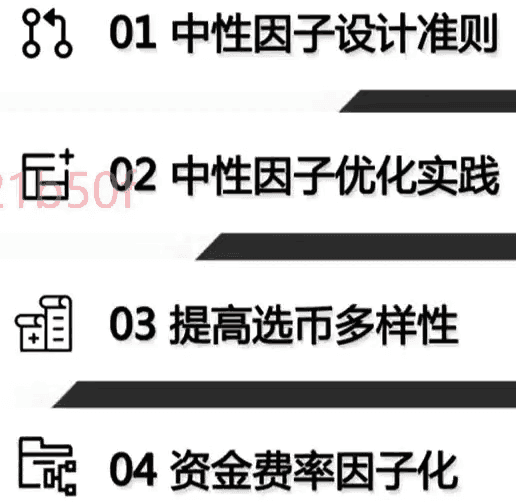 01 中性因子设计准则
02 中性因子优化实践
21b50f
03 提高选币多样性
04 资金费率因子化